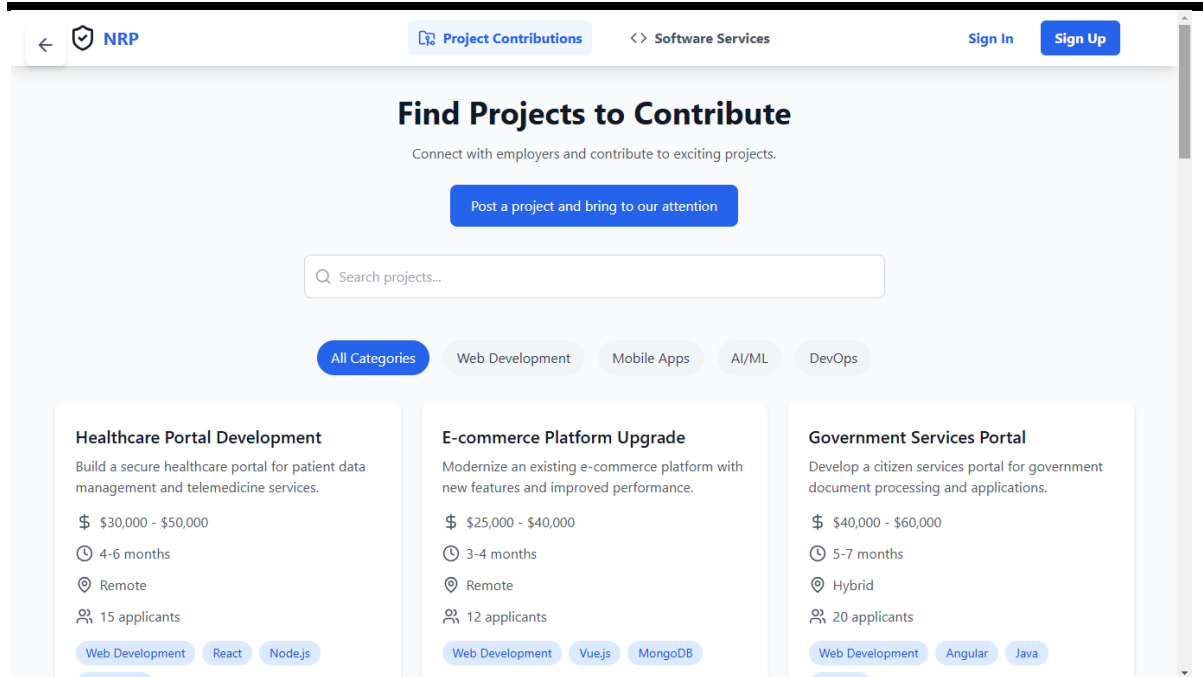 NRP
Project Contributions
<> Software Services
Sign In
Sign Up
Find Projects to Contribute
Connect with employers and contribute to exciting projects.
Post a project and bring to our attention
Search projects...
All Categories
Web Development
Mobile Apps
AI/ML
DevOps
Healthcare Portal Development
Build a secure healthcare portal for patient data
management and telemedicine services.
$ $30,000 - $50,000
4-6 months
Remote
15 applicants
Web Development
React
Node.js
E-commerce Platform Upgrade
Modernize an existing e-commerce platform with
new features and improved performance.
$ $25,000 - $40,000
3-4 months
Remote
12 applicants
Web Development
Vue.js
MongoDB
Government Services Portal
Develop a citizen services portal for government
document processing and applications.
$ $40,000 - $60,000
5-7 months
Hybrid
20 applicants
Web Development
Angular
Java